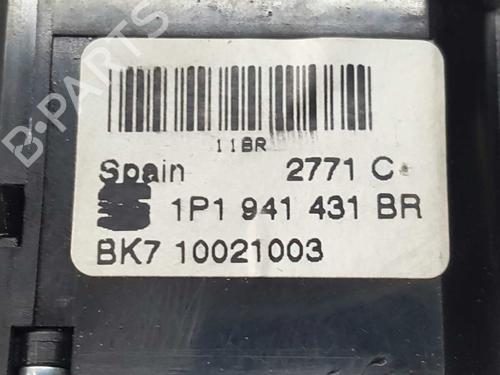 B-PARTS
11BR
Spain 2771 C
1P1 941 431 BR
BK7 10021003